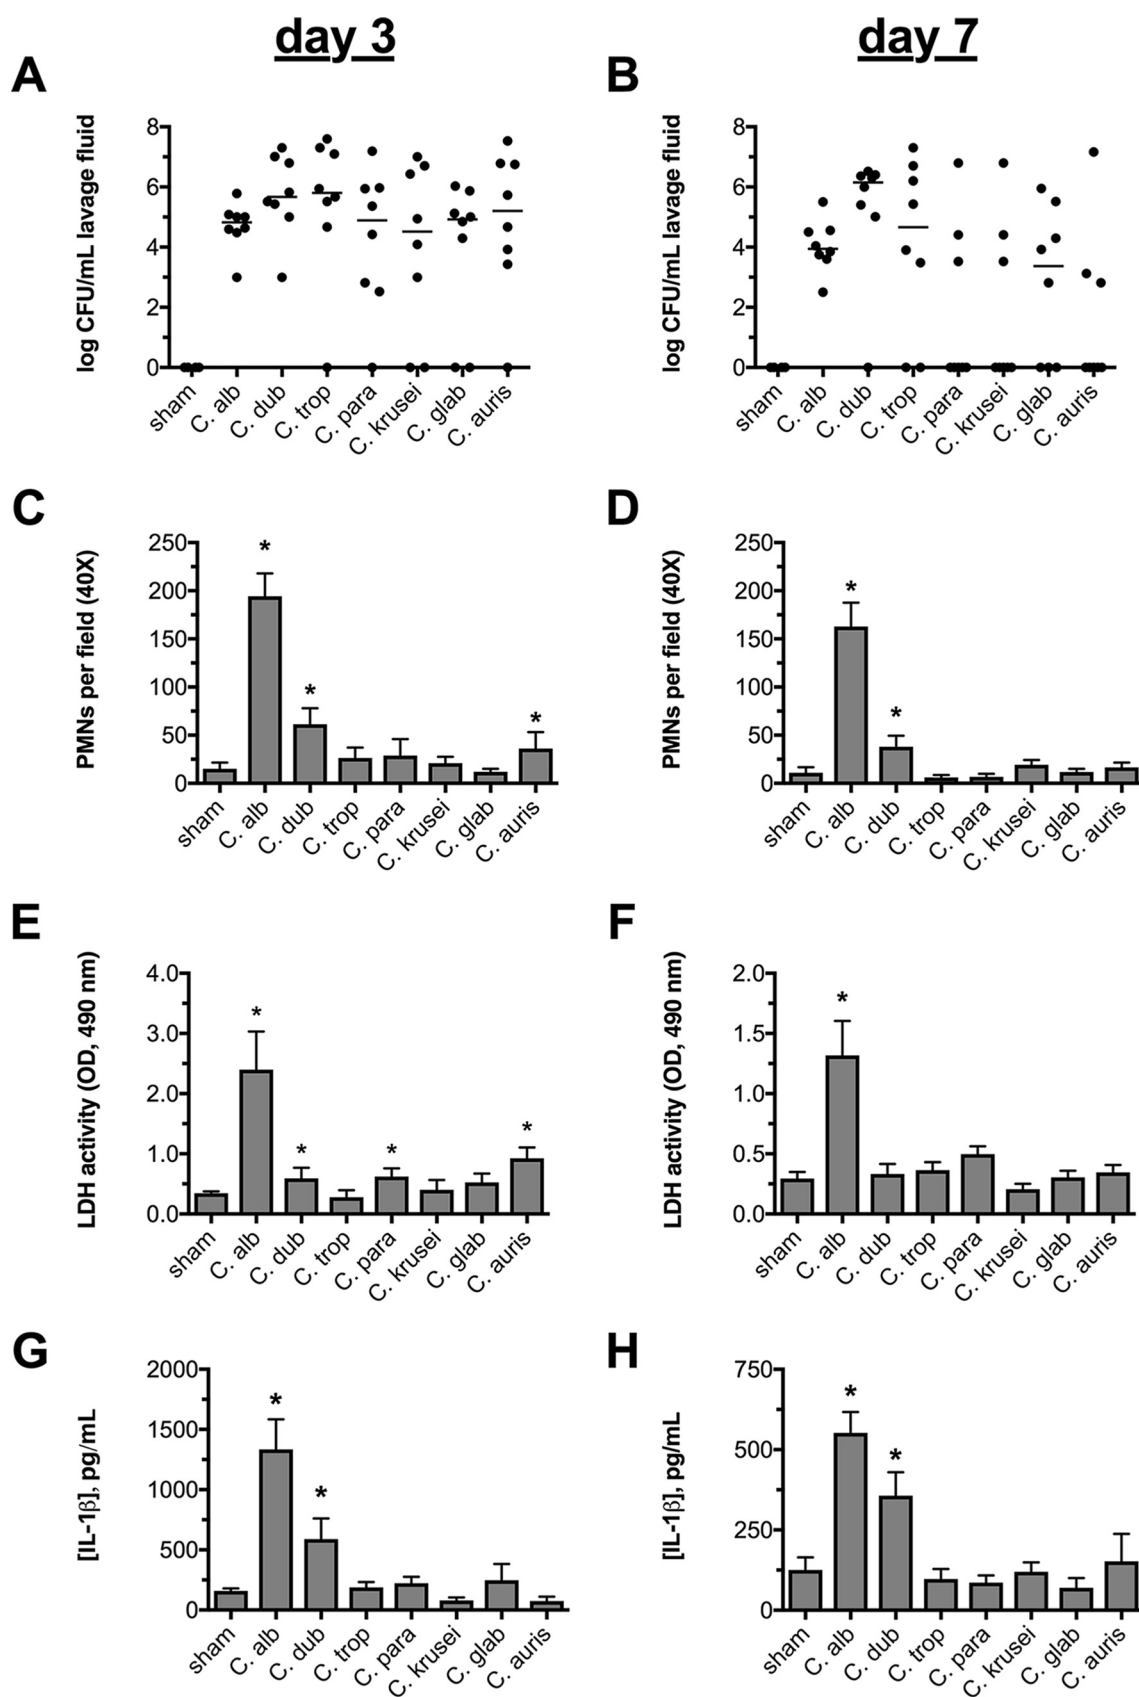 day 3
day 7
A
log CFU/mL lavage fluid
8
6
4
2
0
sham
C. alb
C. dub
C. trop
C. para
C. krusei
C. glab
C. auris
B
log CFU/mL lavage fluid
8
6
4
2
0
sham
C. alb
C. dub
C. trop
C. para
C. krusei
C. glab
C. auris
C
PMNs per field (40X)
250
200
150
100
50
0
*
*
*
sham
C. alb
C. dub
C. trop
C. para
C. krusei
C. glab
C. auris
D
PMNs per field (40X)
250
200
150
100
50
0
*
*
sham
C. alb
C. dub
C. trop
C. para
C. krusei
C. glab
C. auris
E
LDH activity (OD, 490 nm)
4.0
3.0
2.0
1.0
0.0
*
*
*
*
sham
C. alb
C. dub
C. trop
C. para
C. krusei
C. glab
C. auris
F
LDH activity (OD, 490 nm)
2.0
1.5
1.0
0.5
0.0
*
sham
C. alb
C. dub
C. trop
C. para
C. krusei
C. glab
C. auris
G
[IL-1β], pg/mL
2000
1500
1000
500
0
*
*
sham
C. alb
C. dub
C. trop
C. para
C. krusei
C. glab
C. auris
H
[IL-1β], pg/mL
750
500
250
0
*
*
sham
C. alb
C. dub
C. trop
C. para
C. krusei
C. glab
C. auris